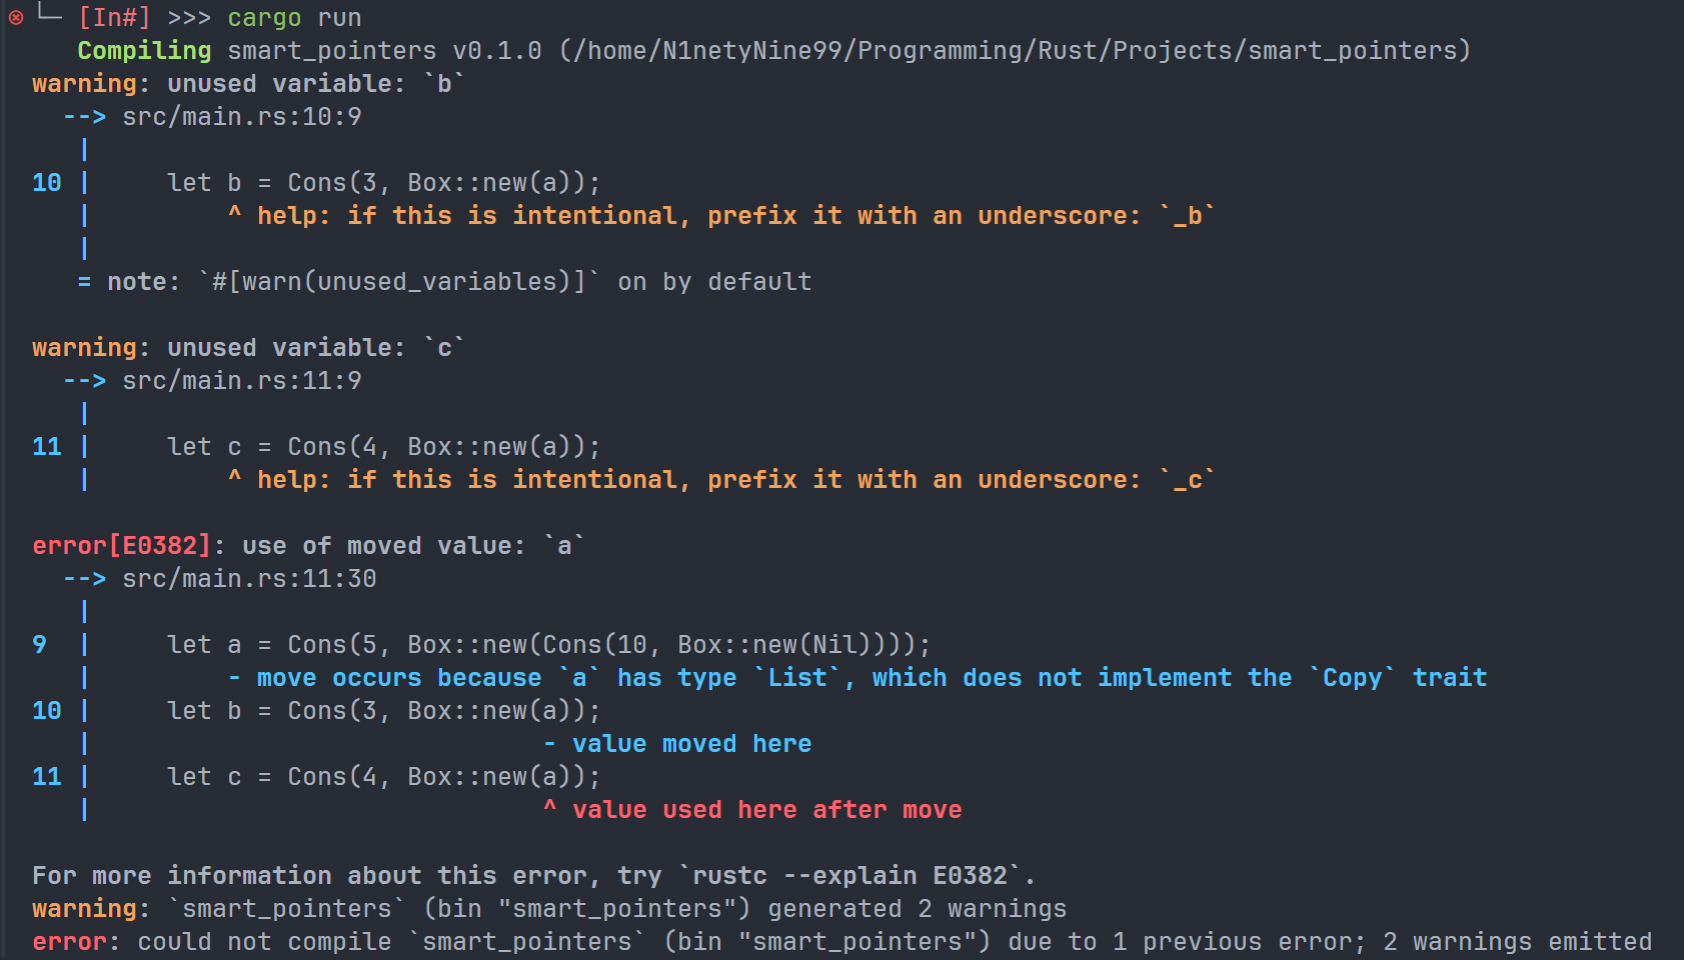 └─ [In#] >>> cargo run
   Compiling smart_pointers v0.1.0 (/home/N1netyNine99/Programming/Rust/Projects/smart_pointers)
warning: unused variable: `b`
  --> src/main.rs:10:9
   |
10 |     let b = Cons(3, Box::new(a));
   |         ^ help: if this is intentional, prefix it with an underscore: `_b`
   |
   = note: `#[warn(unused_variables)]` on by default

warning: unused variable: `c`
  --> src/main.rs:11:9
   |
11 |     let c = Cons(4, Box::new(a));
   |         ^ help: if this is intentional, prefix it with an underscore: `_c`

error[E0382]: use of moved value: `a`
  --> src/main.rs:11:30
   |
9  |     let a = Cons(5, Box::new(Cons(10, Box::new(Nil))));
   |         - move occurs because `a` has type `List`, which does not implement the `Copy` trait
10 |     let b = Cons(3, Box::new(a));
   |                              - value moved here
11 |     let c = Cons(4, Box::new(a));
   |                              ^ value used here after move

For more information about this error, try `rustc --explain E0382`.
warning: `smart_pointers` (bin "smart_pointers") generated 2 warnings
error: could not compile `smart_pointers` (bin "smart_pointers") due to 1 previous error; 2 warnings emitted